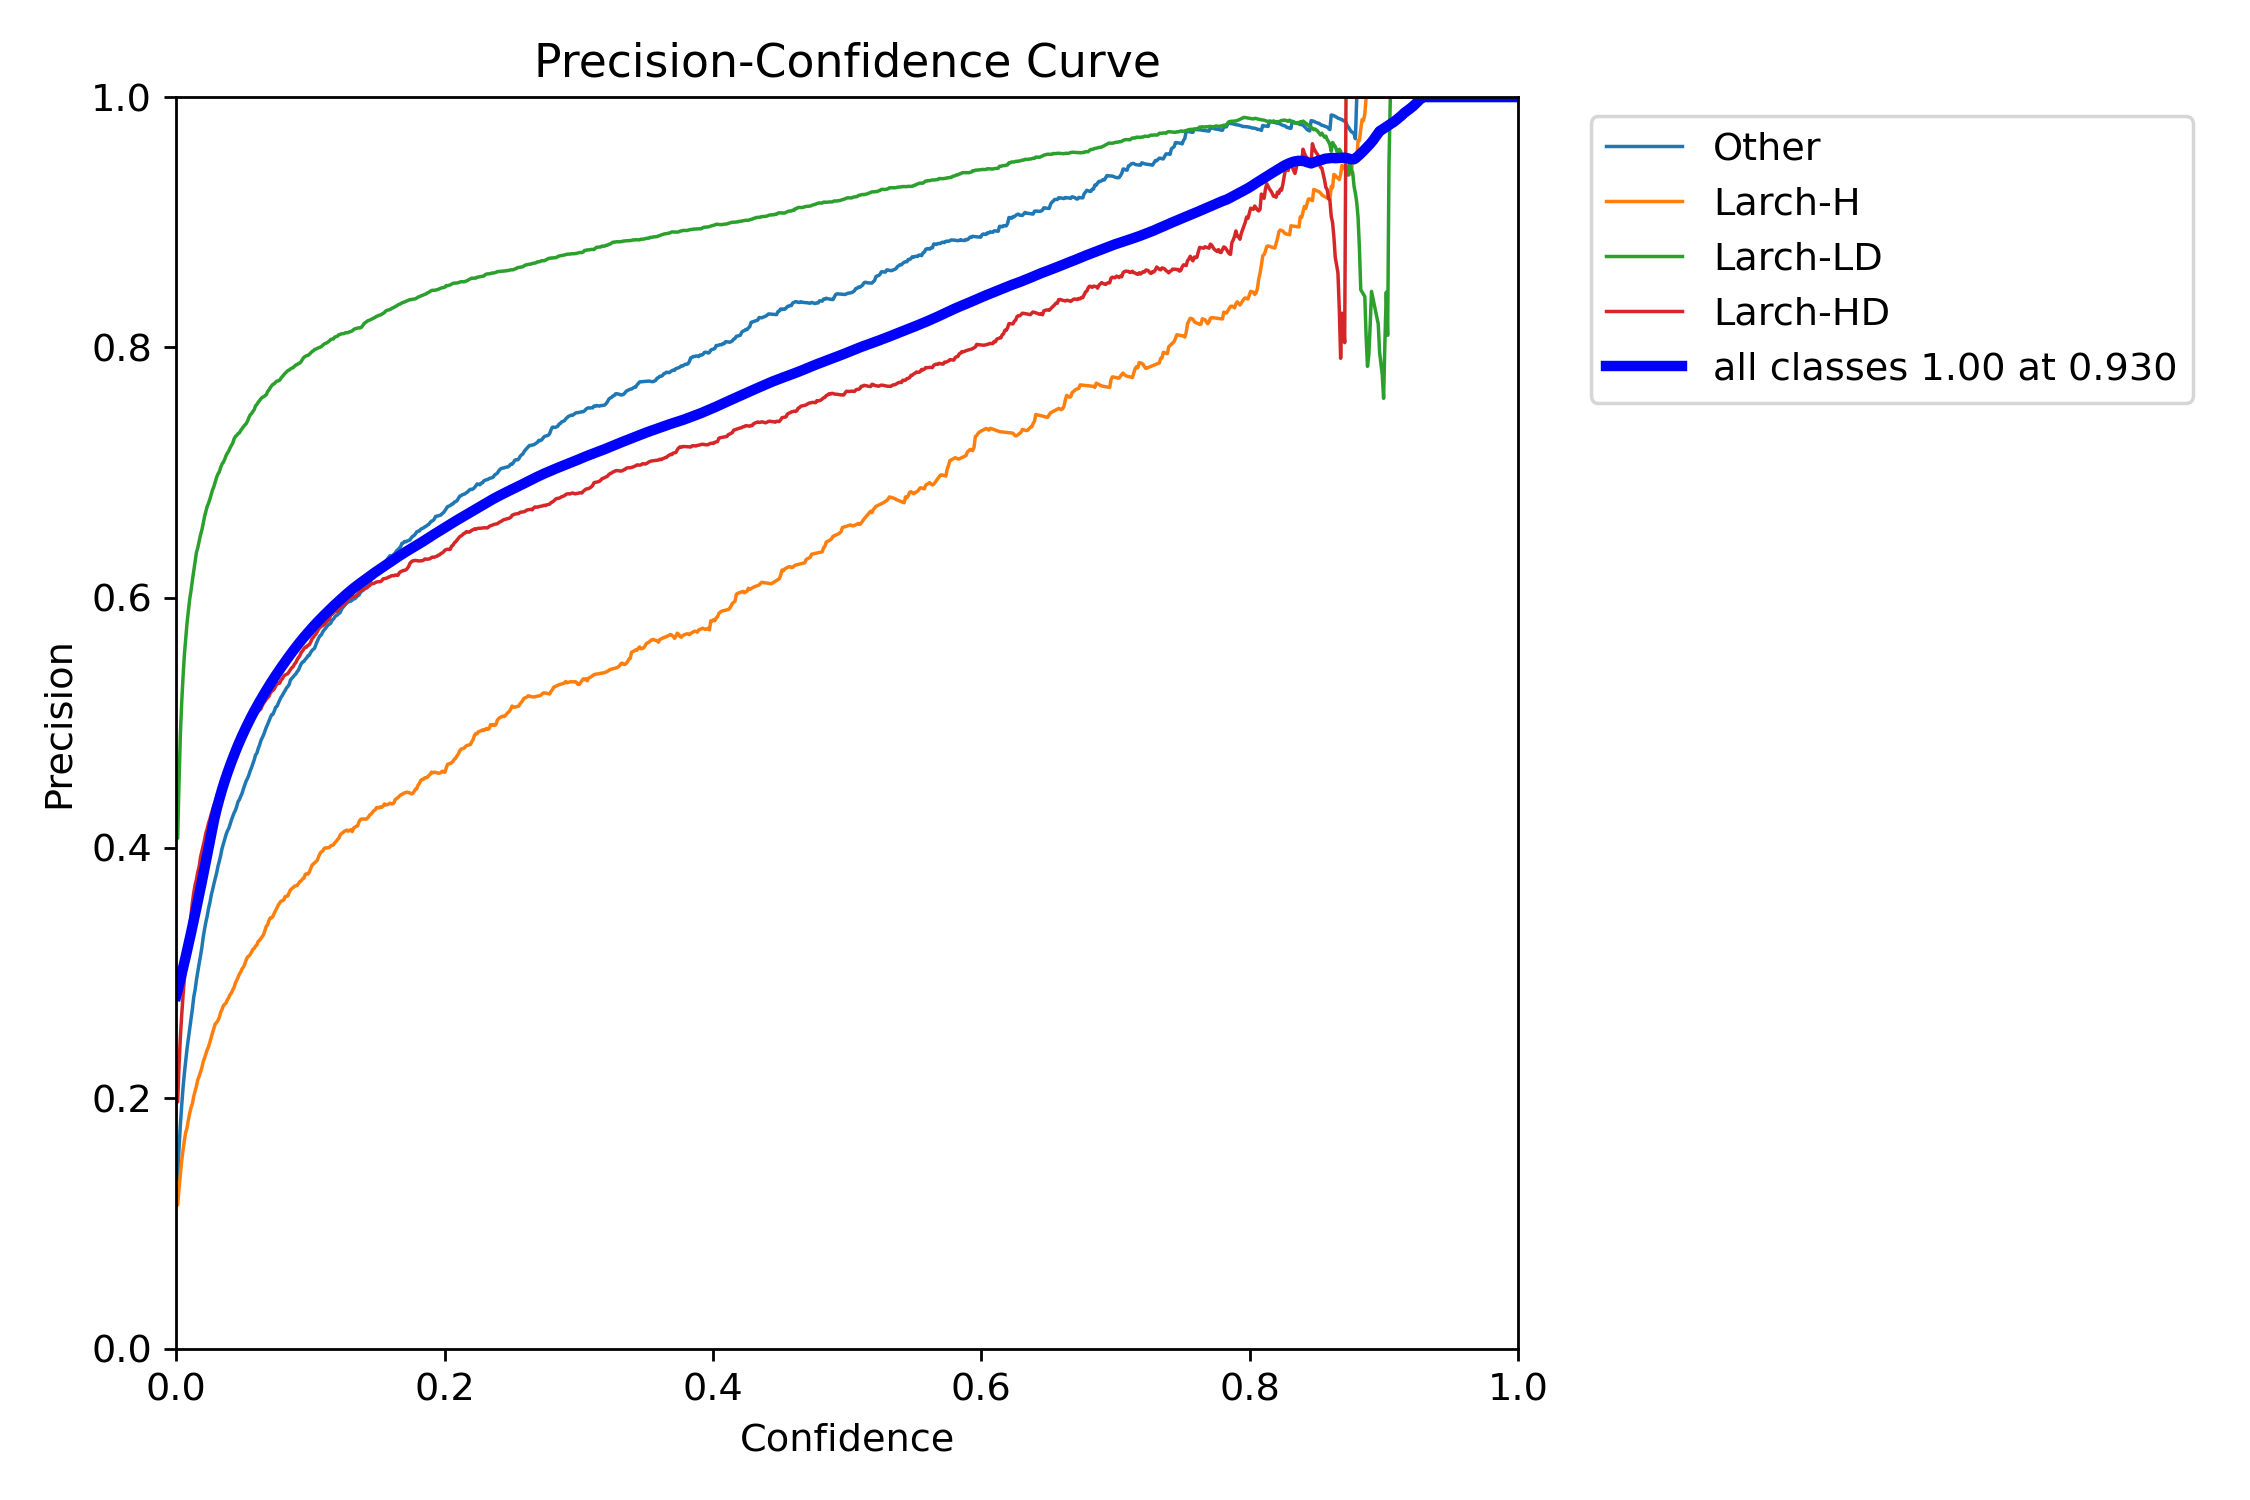 Precision-Confidence Curve
1.0
0.8
0.6
0.4
0.2
0.0
Precision
0.0 0.2 0.4 0.6 0.8 1.0
Confidence
Other
Larch-H
Larch-LD
Larch-HD
all classes 1.00 at 0.930